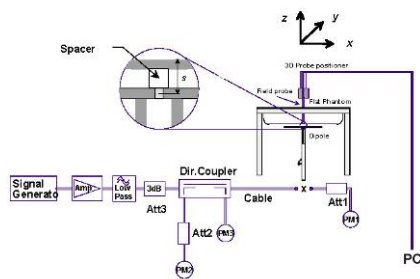 z
y
x
Spacer
s
3D Probe positioner
Field probe
Flat Phantom
Dipole
Dir.Coupler
Signal
Generato
Amp
Low
Pass
3dB
Att3
Cable
x
Att1
PM1
Att2
PM3
PM2
PC